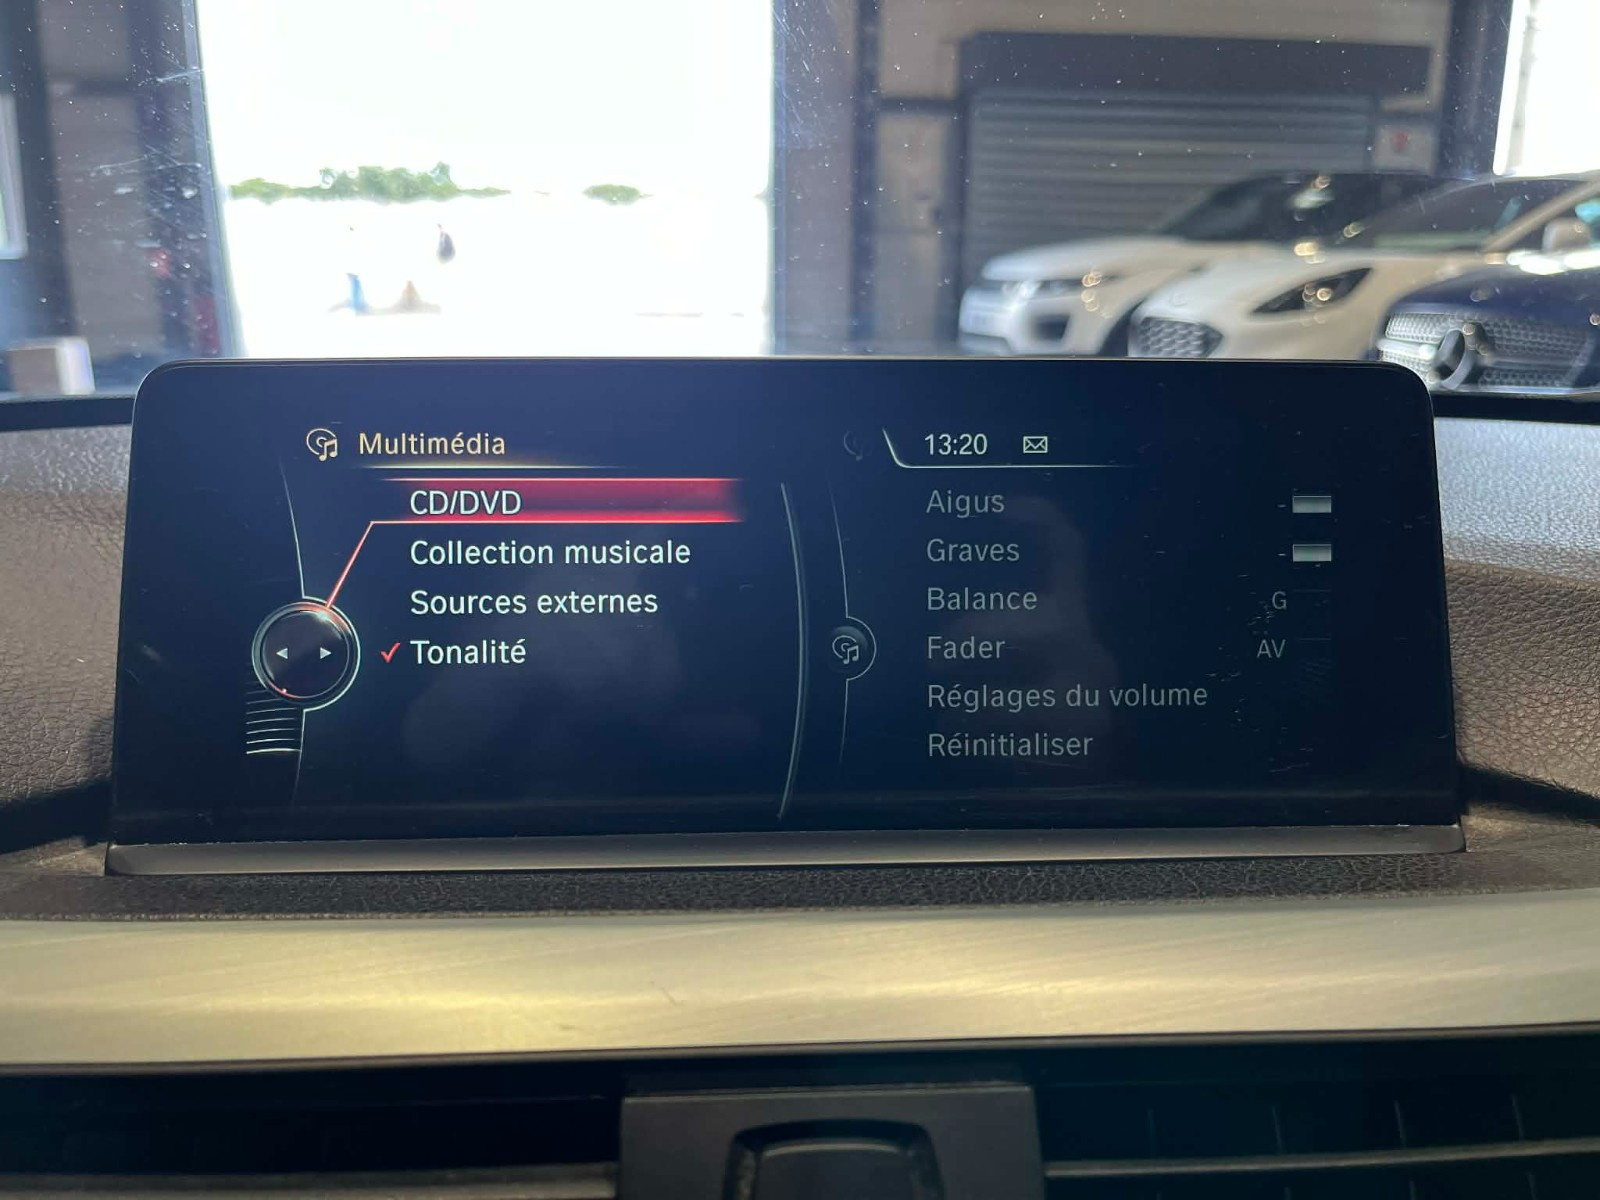 Multimédia
CD/DVD
Collection musicale
Sources externes
✓ Tonalité
13:20
Aigus -
Graves -
Balance G
Fader AV
Réglages du volume
Réinitialiser